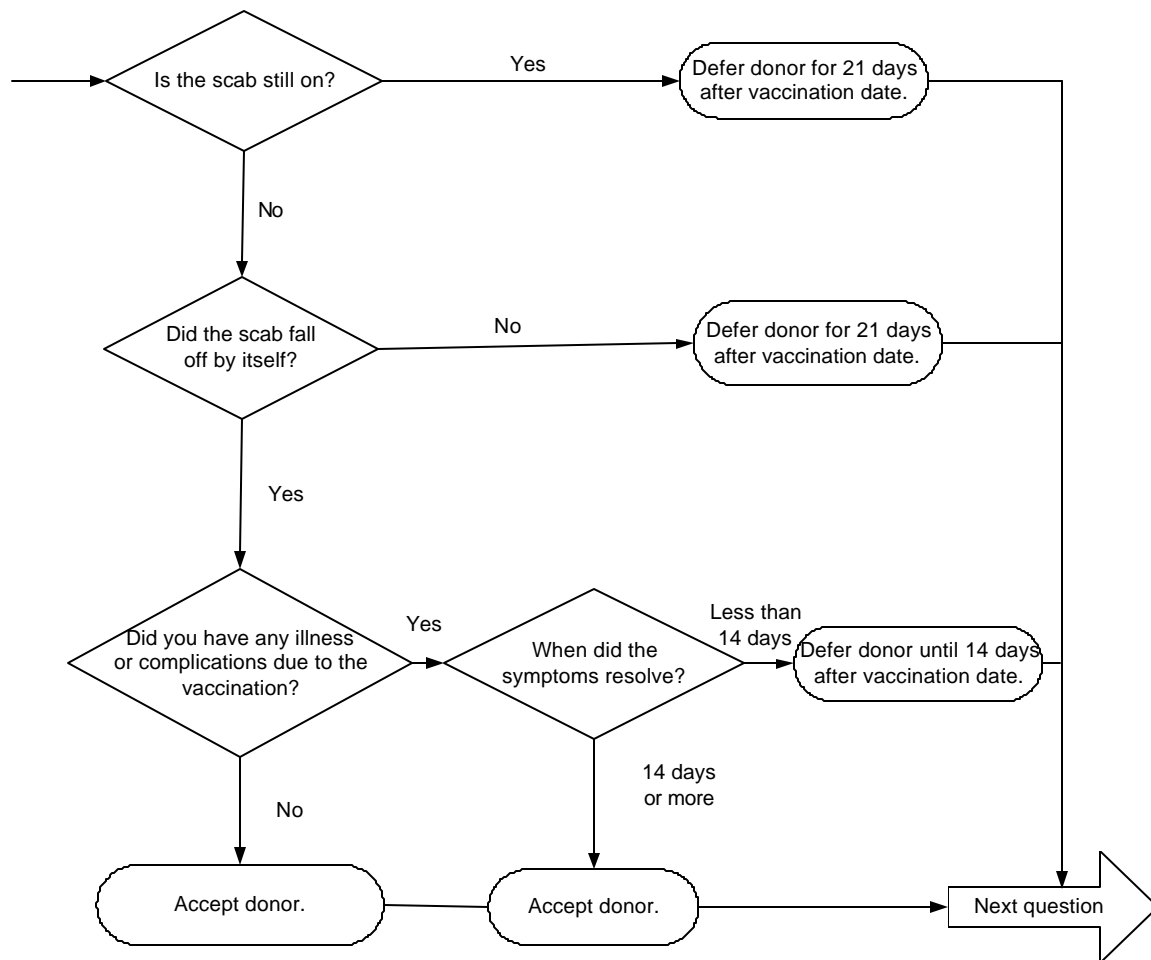 Is the scab still on?
Yes
Defer donor for 21 days
after vaccination date.
No
Did the scab fall
off by itself?
No
Defer donor for 21 days
after vaccination date.
Yes
Did you have any illness
or complications due to the
vaccination?
Yes
When did the
symptoms resolve?
Less than
14 days
Defer donor until 14 days
after vaccination date.
No
14 days
or more
Accept donor.
Accept donor.
Next question